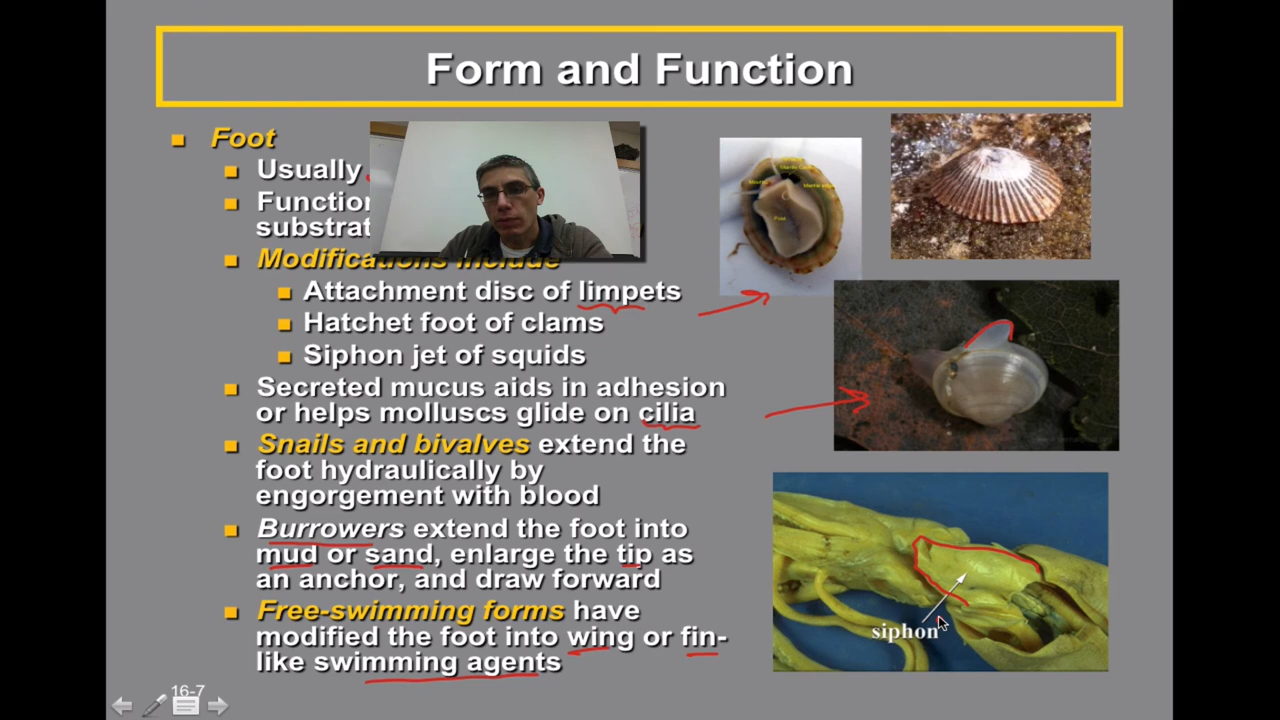 Form and Function
Foot
Usually
Function
substrat
Modifications include
Attachment disc of limpets
Hatchet foot of clams
Siphon jet of squids
Secreted mucus aids in adhesion
or helps molluscs glide on cilia
Snails and bivalves extend the
foot hydraulically by
engorgement with blood
Burrowers extend the foot into
mud or sand, enlarge the tip as
an anchor, and draw forward
Free-swimming forms have
modified the foot into wing or fin-
like swimming agents
siphon
16-7